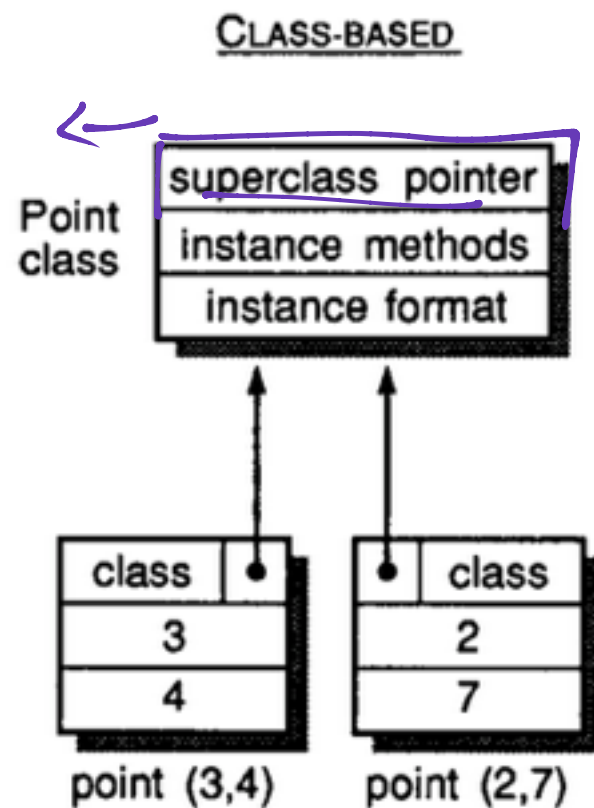 CLASS-BASED
superclass pointer
Point
class
instance methods
instance format
class
3
4
point (3,4)
class
2
7
point (2,7)